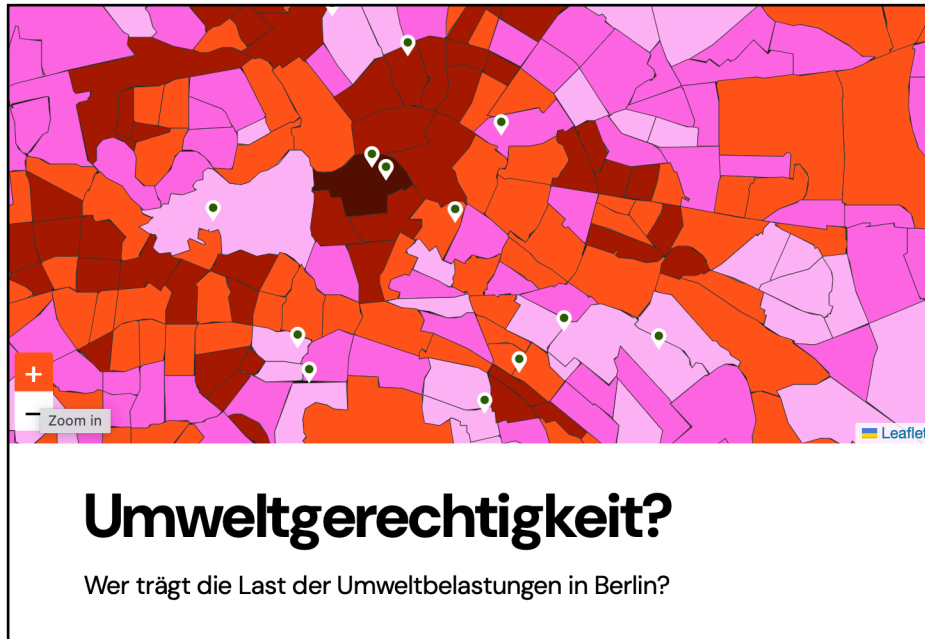 +
−
Zoom in
Leaflet
Umweltgerechtigkeit?
Wer trägt die Last der Umweltbelastungen in Berlin?